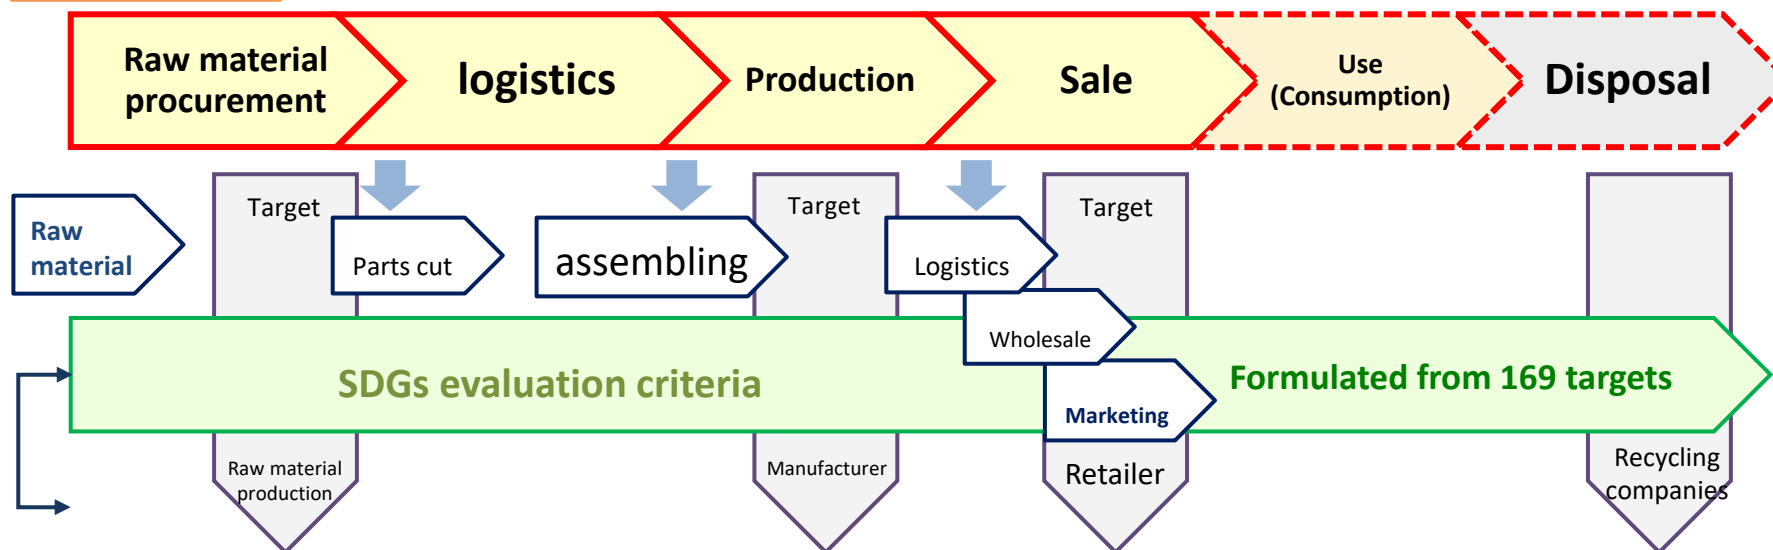 Raw material
procurement
logistics
Production
Sale
Use
(Consumption)
Disposal
Raw
material
Target
Parts cut
assembling
Target
Logistics
Target
Wholesale
Marketing
SDGs evaluation criteria
Formulated from 169 targets
Raw material
production
Manufacturer
Retailer
Recycling
companies